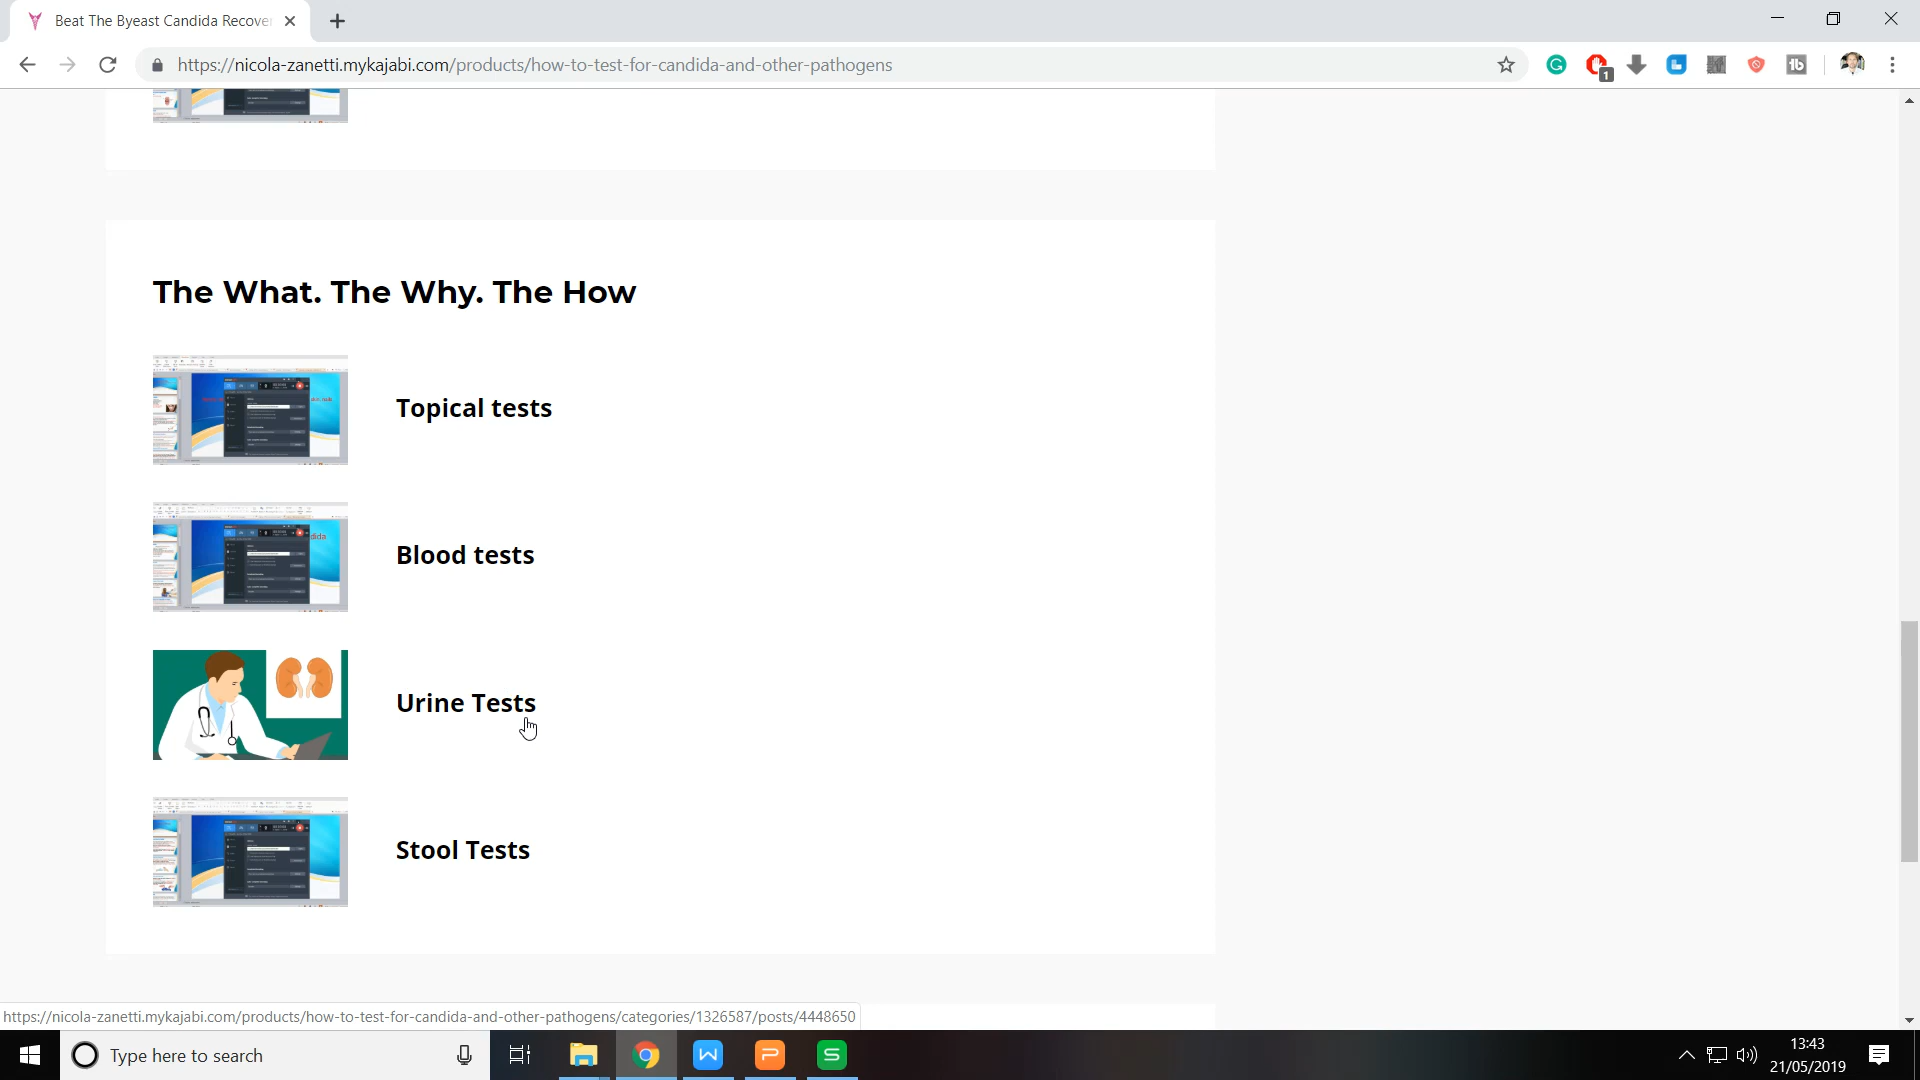 Beat The Byeast Candida Recove
https://nicola-zanetti.mykajabi.com/products/how-to-test-for-candida-and-other-pathogens
1
The What. The Why. The How
Topical tests
Blood tests
Urine Tests
Stool Tests
https://nicola-zanetti.mykajabi.com/products/how-to-test-for-candida-and-other-pathogens/categories/1326587/posts/4448650
Type here to search
13:43
21/05/2019